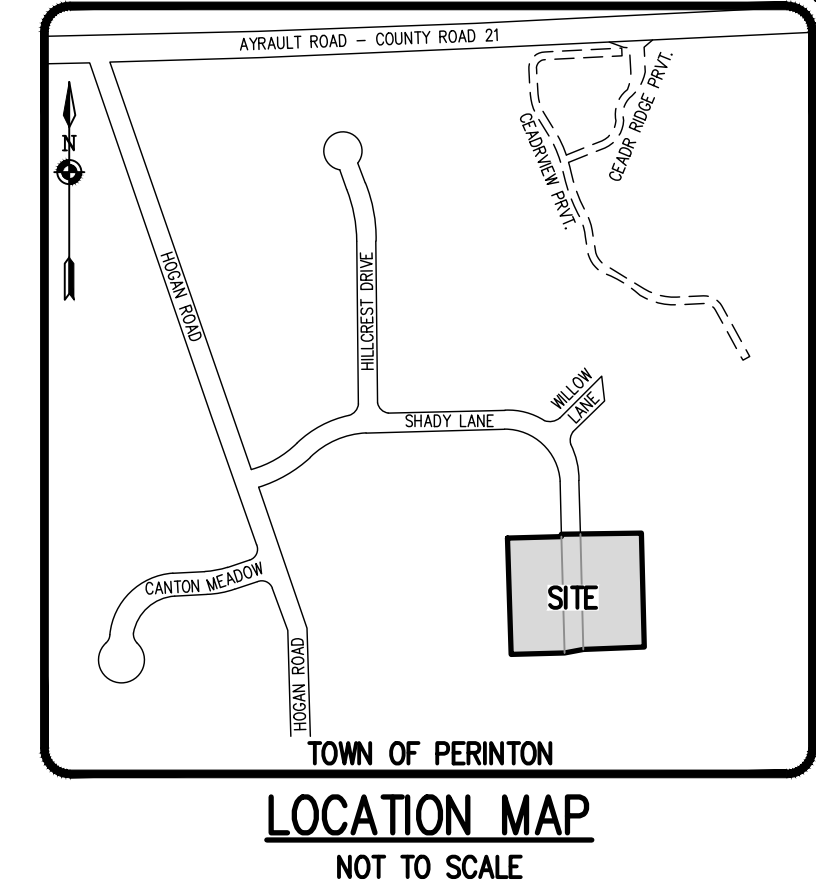 AYRAULT ROAD - COUNTY ROAD 21
CEADRVIEW PRVT.
CEADR RIDGE PRVT.
N
HOGAN ROAD
HILLCREST DRIVE
WILLOW
LANE
SHADY LANE
CANTON MEADOW
SITE
HOGAN ROAD
TOWN OF PERINTON
LOCATION MAP
NOT TO SCALE